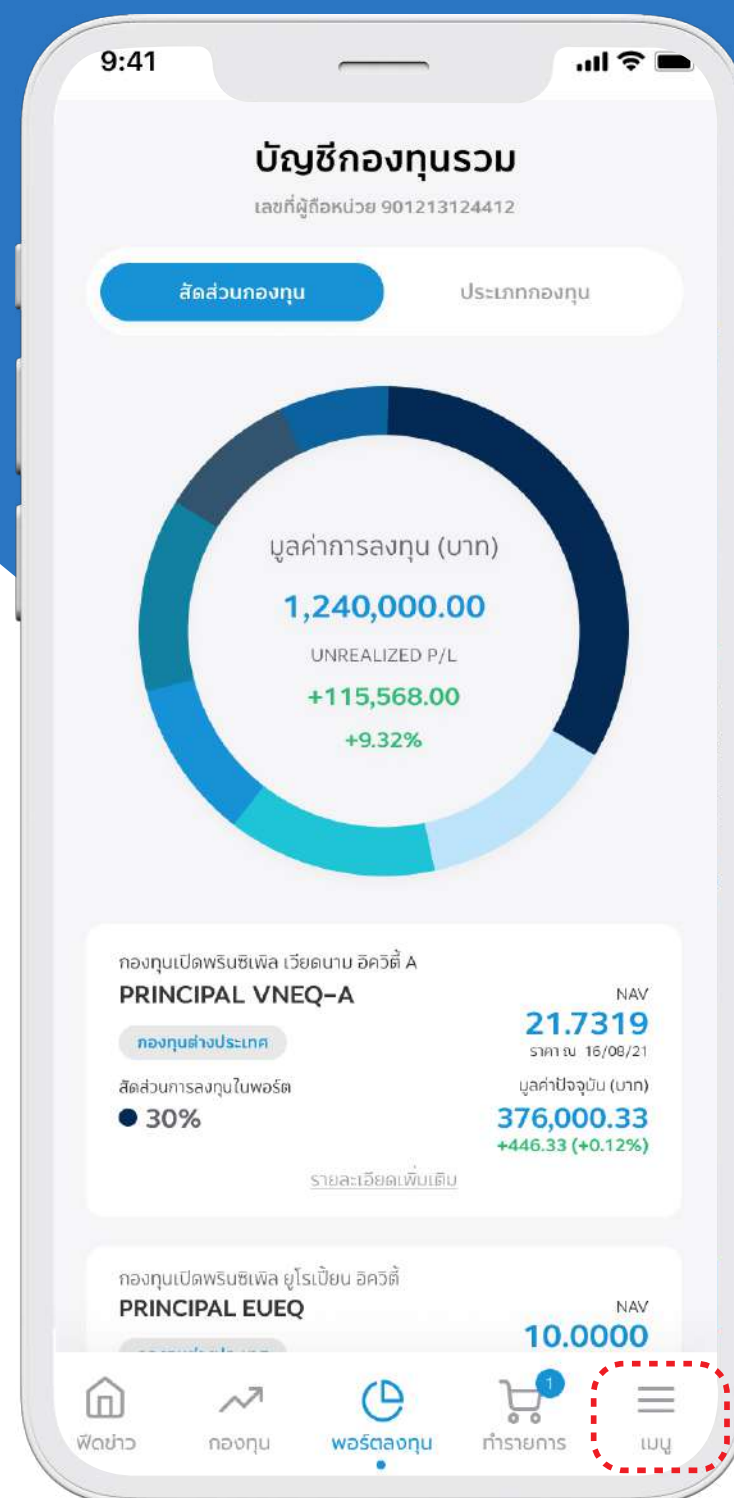 9:41
บัญชีกองทุนรวม
เลขที่ผู้ถือหน่วย 901213124412
สัดส่วนกองทุน
ประเภทกองทุน
มูลค่าการลงทุน (บาท)
1,240,000.00
UNREALIZED P/L
+115,568.00
+9.32%
กองทุนเปิดพรินซิเพิล เวียดนาม อิควิตี้ A
PRINCIPAL VNEQ-A
NAV
กองทุนต่างประเทศ
21.7319
ราคา ณ 16/08/21
สัดส่วนการลงทุนในพอร์ต
มูลค่าปัจจุบัน (บาท)
30%
376,000.33
+446.33 (+0.12%)
รายละเอียดเพิ่มเติม
กองทุนเปิดพรินซิเพิล ยูโรเปี้ยน อิควิตี้
PRINCIPAL EUEQ
NAV
10.0000
1
ฟีดข่าว
กองทุน
พอร์ตลงทุน
ทำรายการ
เมนู